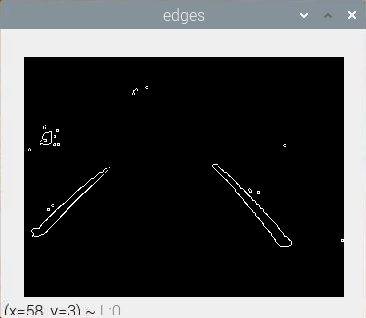 edges
(x=58, y=3) ~ L:0